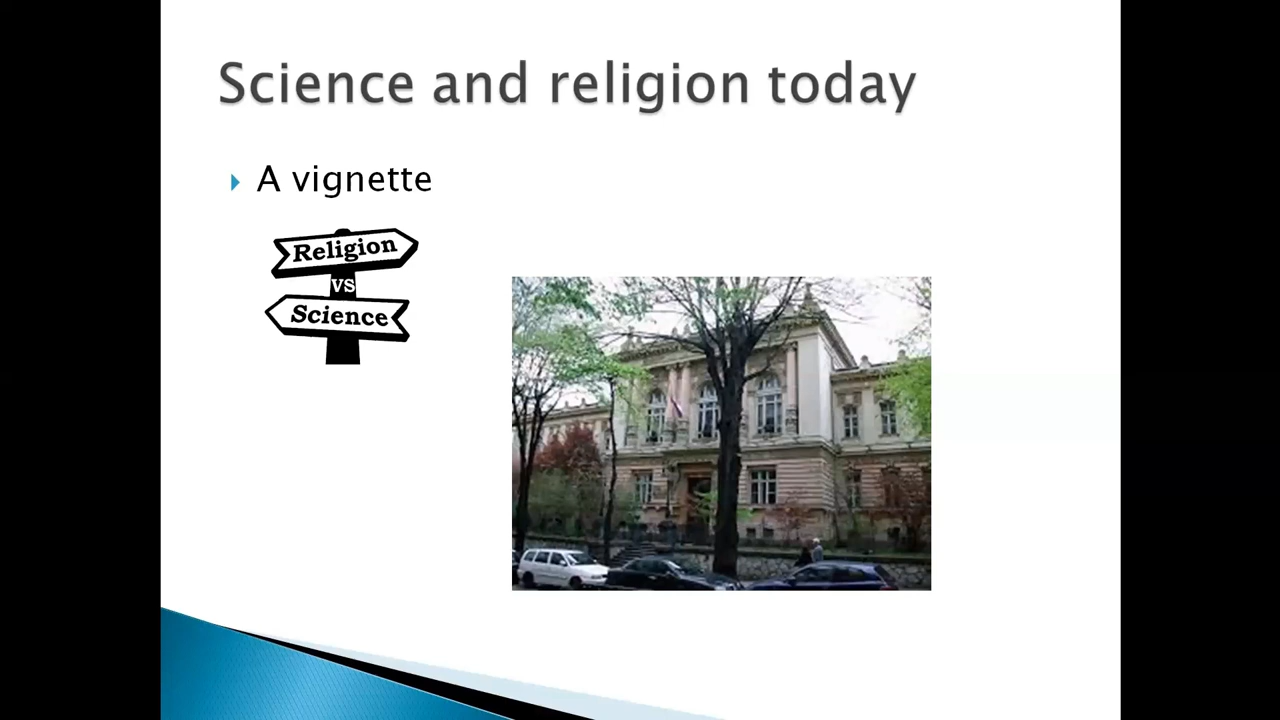 Science and religion today
A vignette
Religion
vs
Science